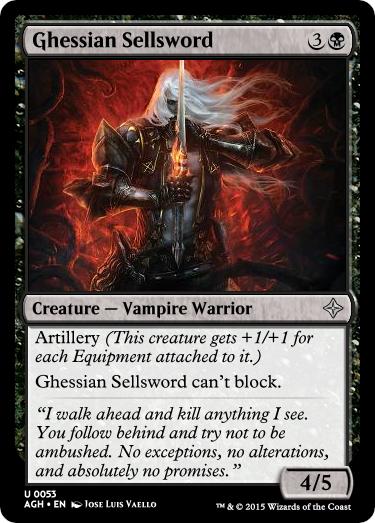 Ghessian Sellsword 3
Creature — Vampire Warrior
Artillery (This creature gets +1/+1 for
each Equipment attached to it.)
Ghessian Sellsword can't block.
"I walk ahead and kill anything I see.
You follow behind and try not to be
ambushed. No exceptions, no alterations,
and absolutely no promises."
4/5
U 0053
AGH • EN Jose Luis Vaello
™ & © 2015 Wizards of the Coast